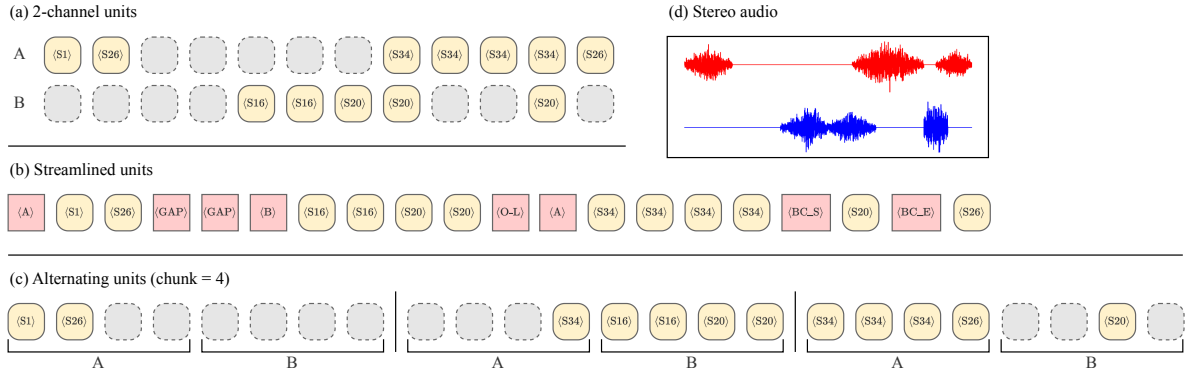 (a) 2-channel units
A ⟨S1⟩ ⟨S26⟩ ⟨S34⟩ ⟨S34⟩ ⟨S34⟩ ⟨S34⟩ ⟨S26⟩
B ⟨S16⟩ ⟨S16⟩ ⟨S20⟩ ⟨S20⟩ ⟨S20⟩
(d) Stereo audio
(b) Streamlined units
⟨A⟩ ⟨S1⟩ ⟨S26⟩ ⟨GAP⟩ ⟨GAP⟩ ⟨B⟩ ⟨S16⟩ ⟨S16⟩ ⟨S20⟩ ⟨S20⟩ ⟨O-L⟩ ⟨A⟩ ⟨S34⟩ ⟨S34⟩ ⟨S34⟩ ⟨S34⟩ ⟨BC_S⟩ ⟨S20⟩ ⟨BC_E⟩ ⟨S26⟩
(c) Alternating units (chunk = 4)
⟨S1⟩ ⟨S26⟩ ⟨S34⟩ ⟨S16⟩ ⟨S16⟩ ⟨S20⟩ ⟨S20⟩ ⟨S34⟩ ⟨S34⟩ ⟨S34⟩ ⟨S26⟩ ⟨S20⟩
A B A B A B